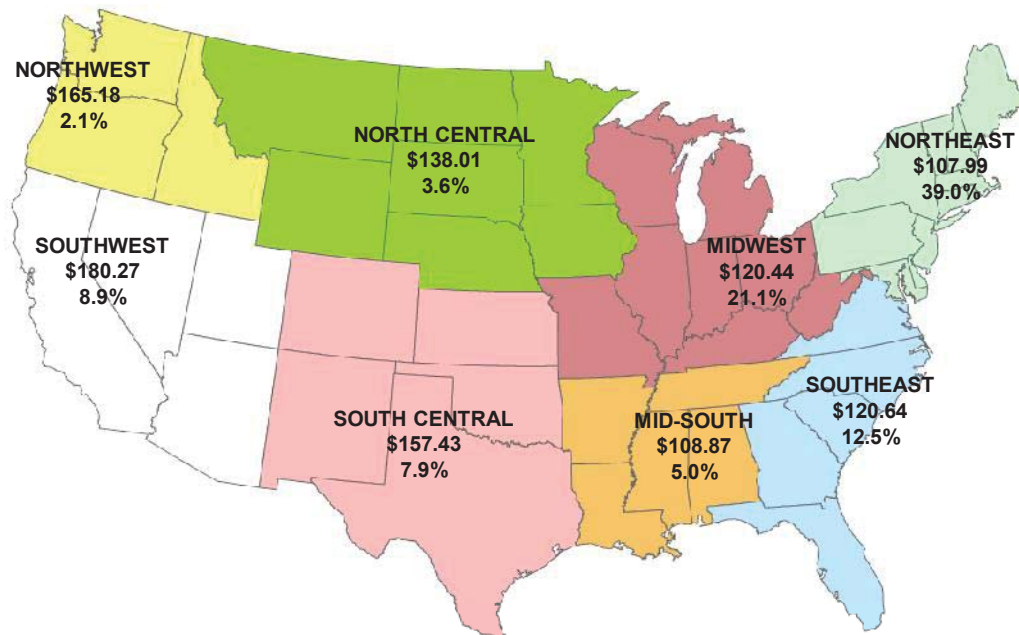 NORTHWEST
$165.18
2.1%
NORTH CENTRAL
$138.01
3.6%
NORTHEAST
$107.99
39.0%
SOUTHWEST
$180.27
8.9%
MIDWEST
$120.44
21.1%
SOUTH CENTRAL
$157.43
7.9%
MID-SOUTH
$108.87
5.0%
SOUTHEAST
$120.64
12.5%